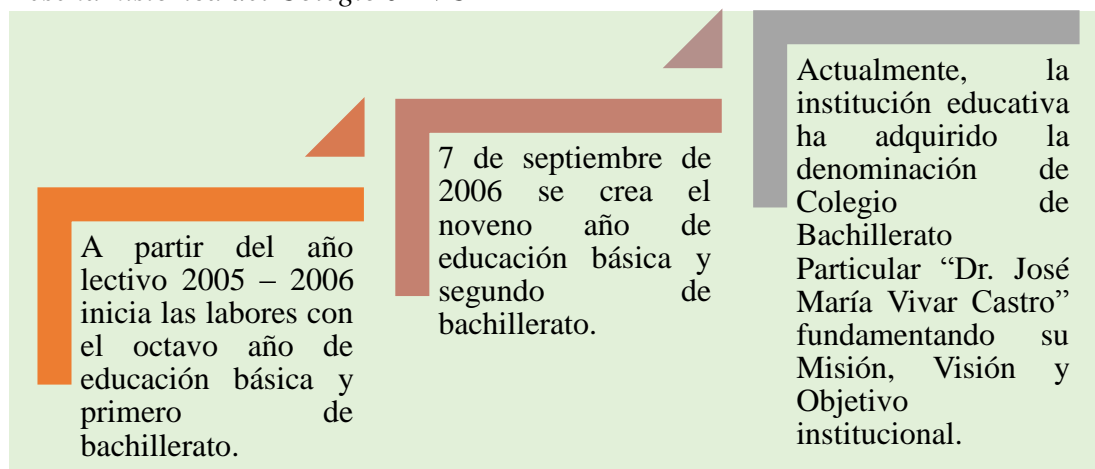 A partir del año
lectivo 2005 – 2006
inicia las labores con
el octavo año de
educación básica y
primero de
bachillerato.
7 de septiembre de
2006 se crea el
noveno año de
educación básica y
segundo de
bachillerato.
Actualmente, la
institución educativa
ha adquirido la
denominación de
Colegio de
Bachillerato
Particular “Dr. José
María Vivar Castro”
fundamentando su
Misión, Visión y
Objetivo
institucional.